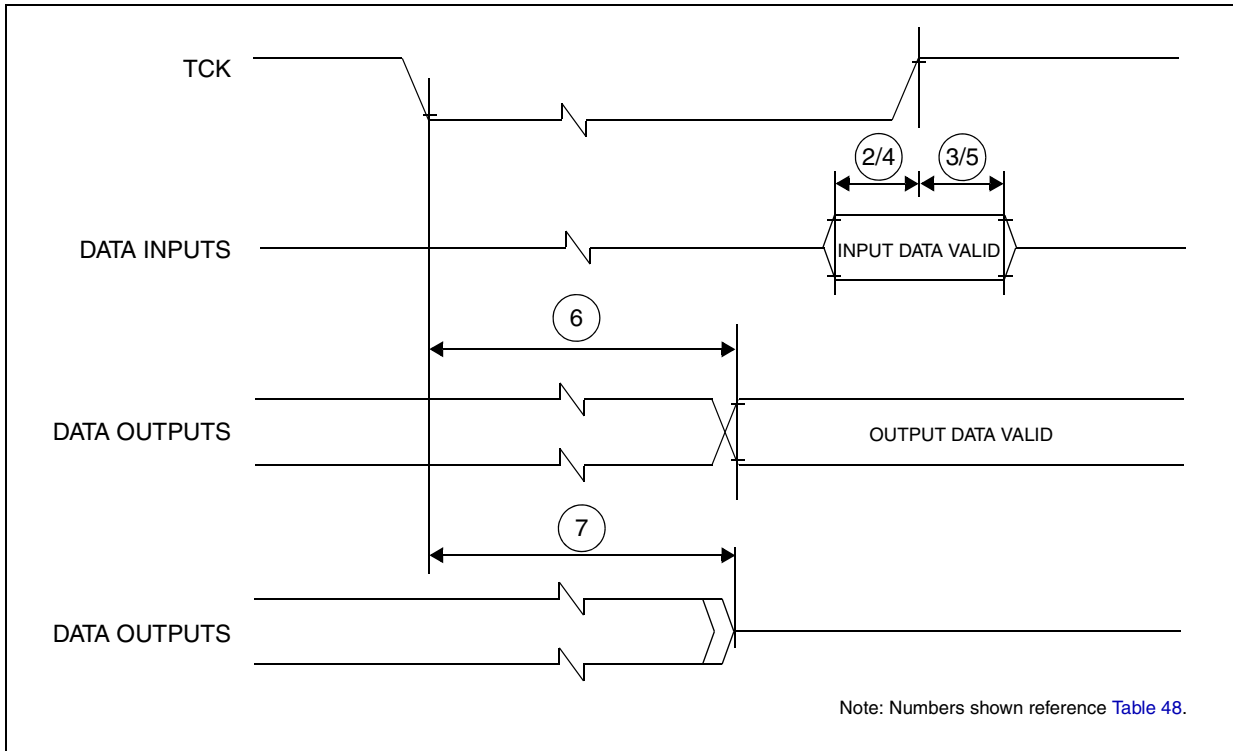 TCK
2/4
3/5
DATA INPUTS
INPUT DATA VALID
6
DATA OUTPUTS
OUTPUT DATA VALID
7
DATA OUTPUTS
Note: Numbers shown reference Table 48.